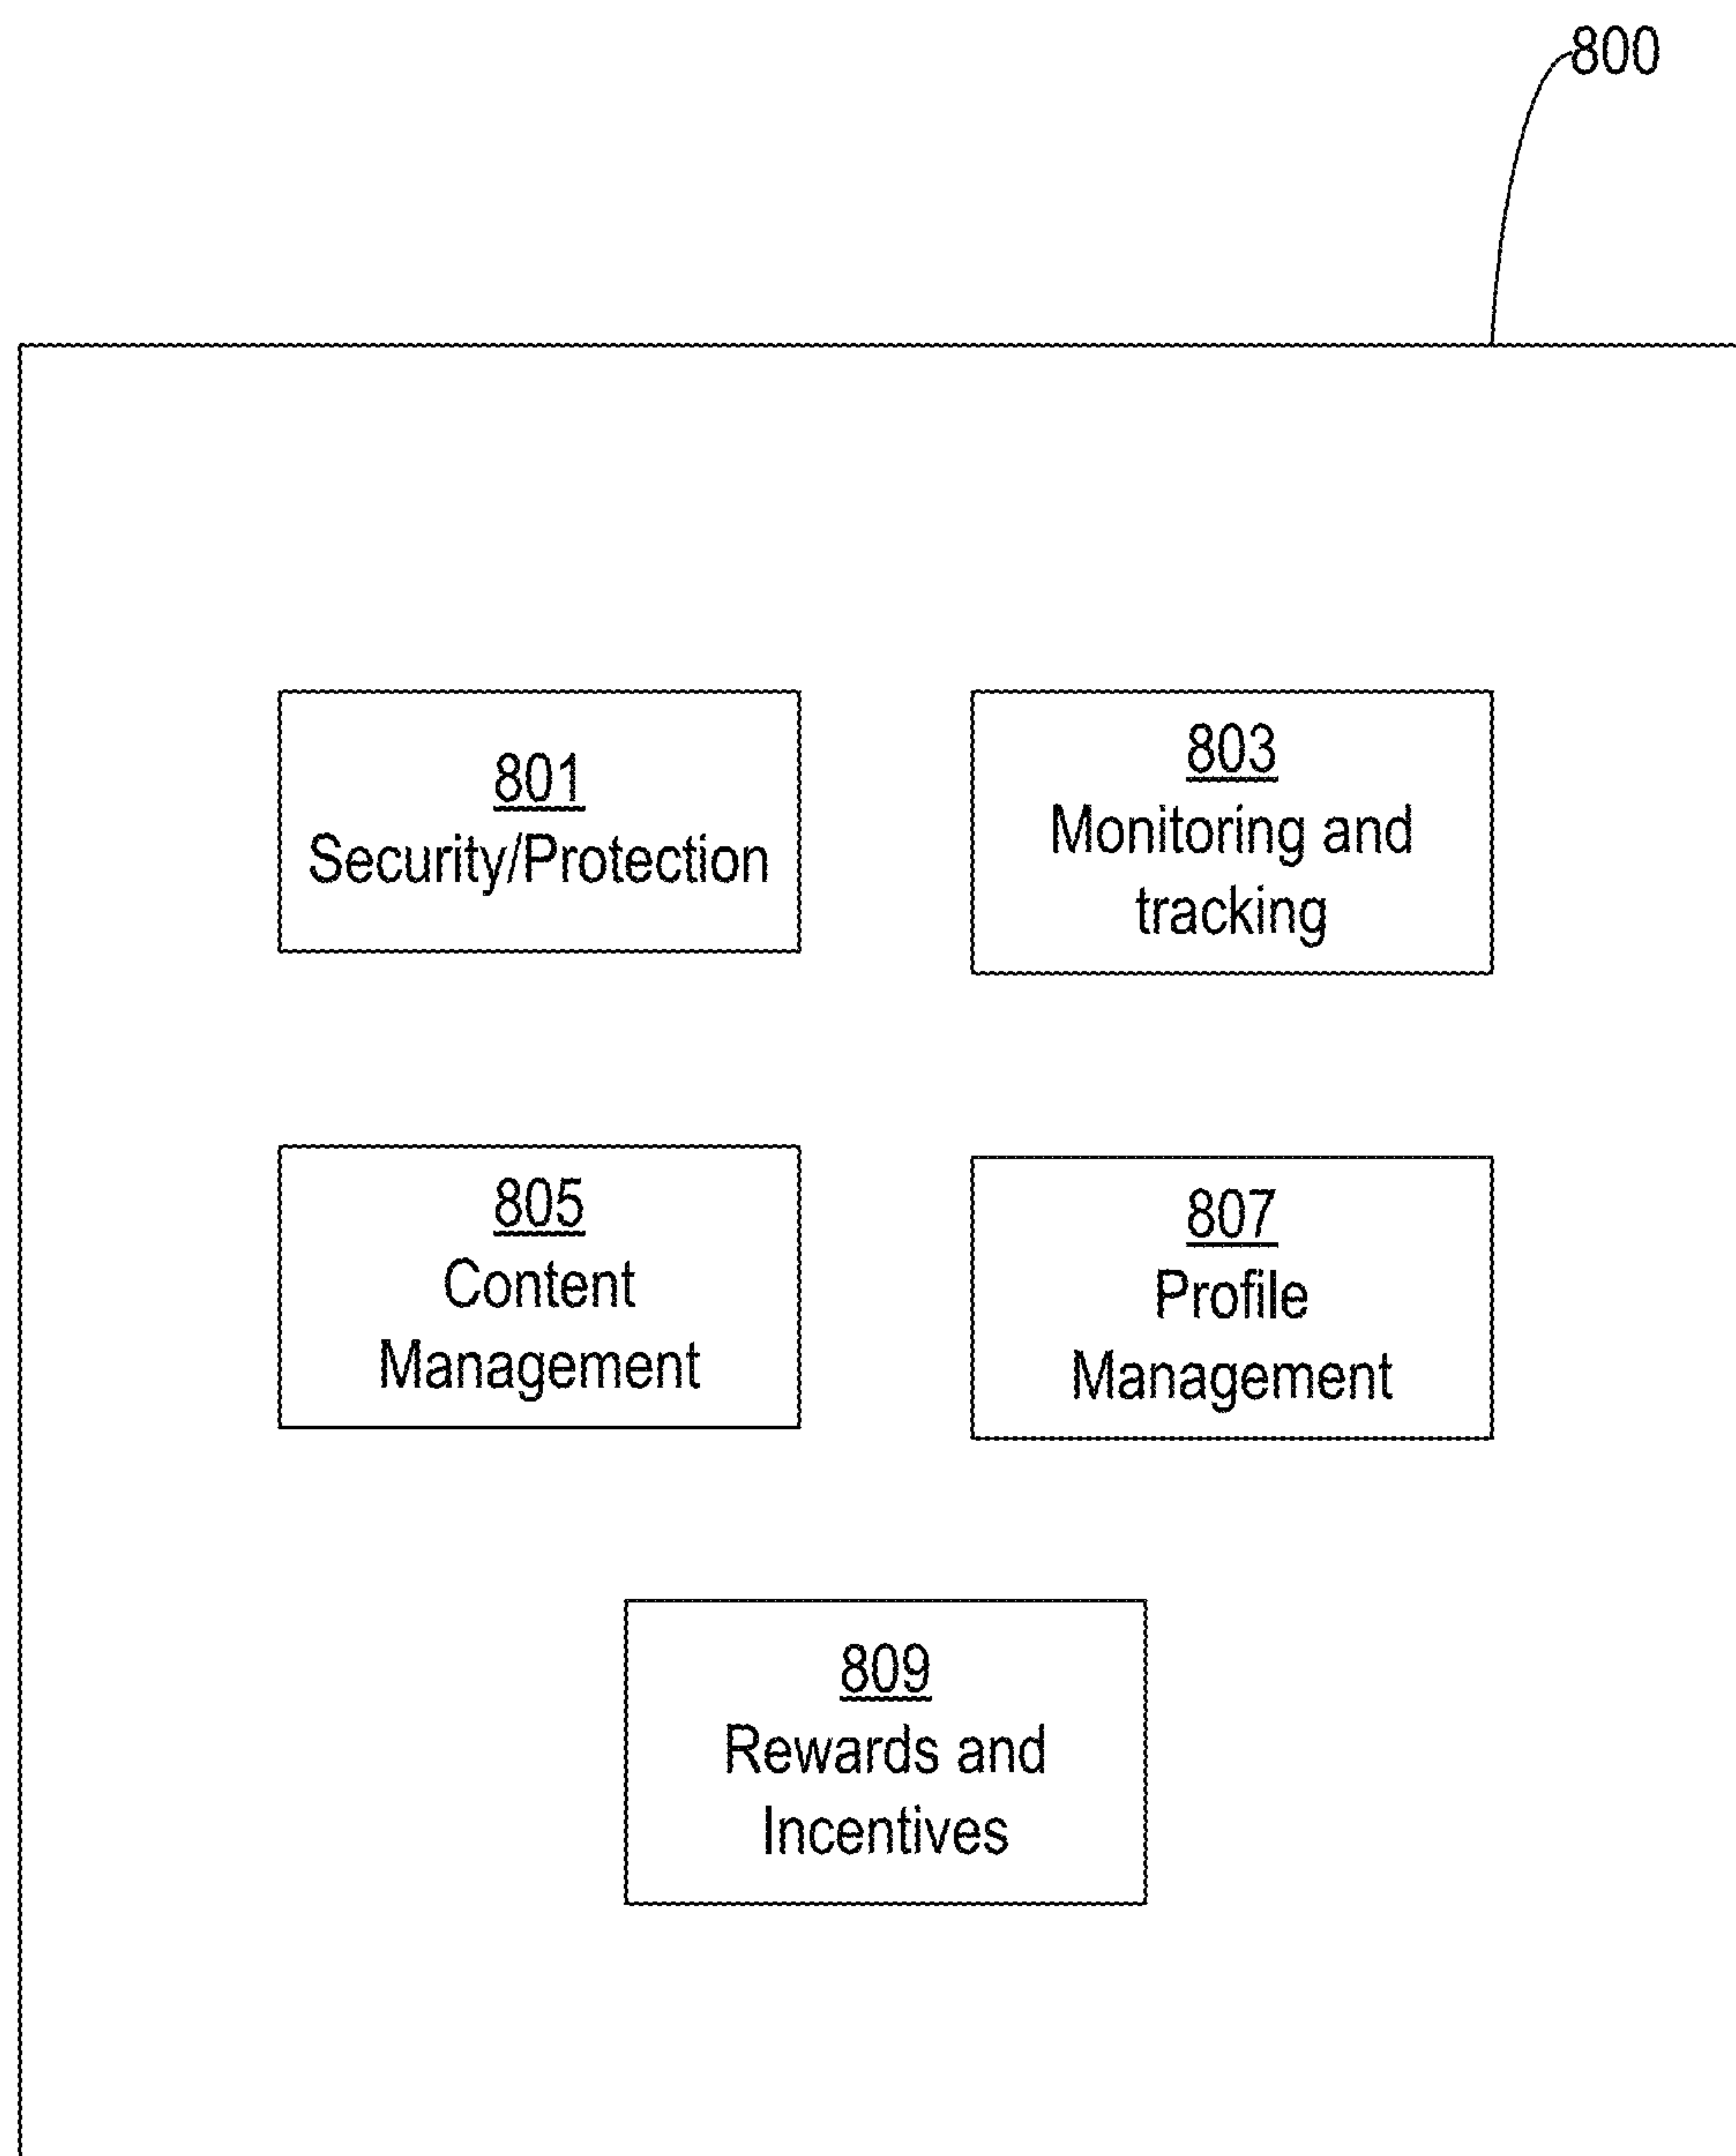 800
801
Security/Protection
803
Monitoring and
tracking
805
Content
Management
807
Profile
Management
809
Rewards and
Incentives